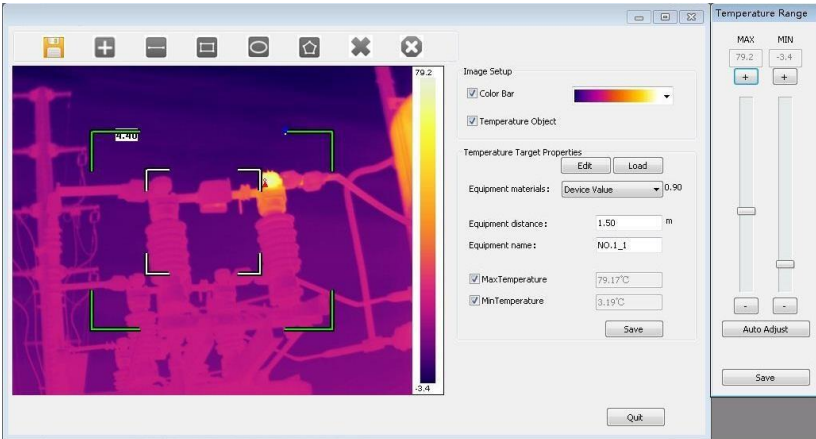 Temperature Range
MAX MIN
79.2 -3.4
+ +
- -
Auto Adjust
Save
79.2
4.40
-3.4
Image Setup
Color Bar
Temperature Object
Temperature Target Properties
Edit Load
Equipment materials: Device Value 0.90
Equipment distance: 1.50 m
Equipment name: NO.1_1
MaxTemperature 79.17℃
MinTemperature 3.19℃
Save
Quit